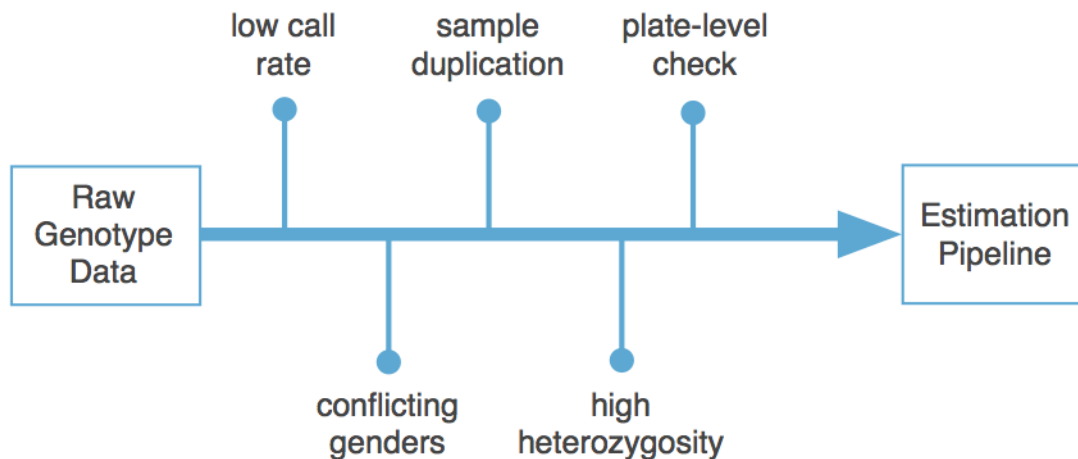 low call
rate
sample
duplication
plate-level
check
Raw
Genotype
Data
Estimation
Pipeline
conflicting
genders
high
heterozygosity